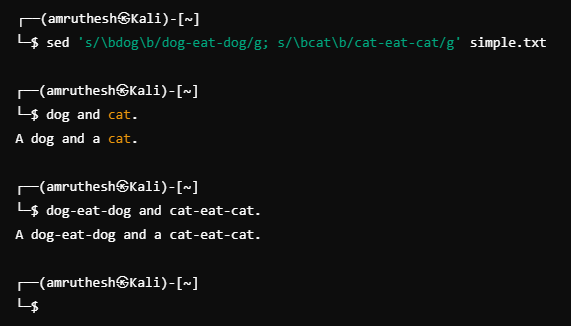 ┌──(amruthesh㉿Kali)-[~]
└─$ sed 's/\bdog\b/dog-eat-dog/g; s/\bcat\b/cat-eat-cat/g' simple.txt
┌──(amruthesh㉿Kali)-[~]
└─$ dog and cat.
A dog and a cat.
┌──(amruthesh㉿Kali)-[~]
└─$ dog-eat-dog and cat-eat-cat.
A dog-eat-dog and a cat-eat-cat.
┌──(amruthesh㉿Kali)-[~]
└─$